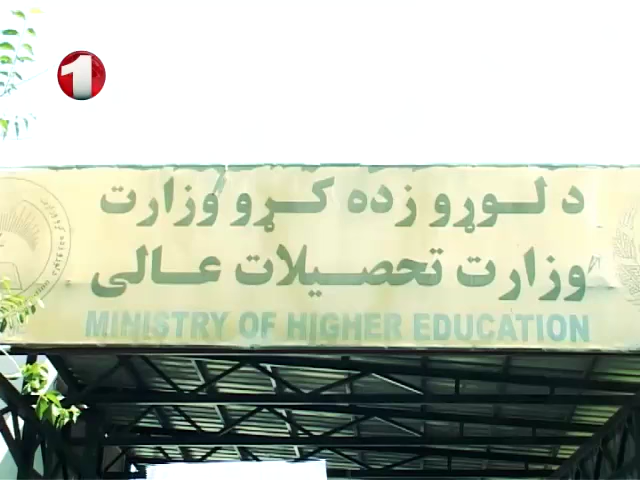 1
د لوړو زده کړو وزارت
وزارت تحصیلات عالی
MINISTRY OF HIGHER EDUCATION